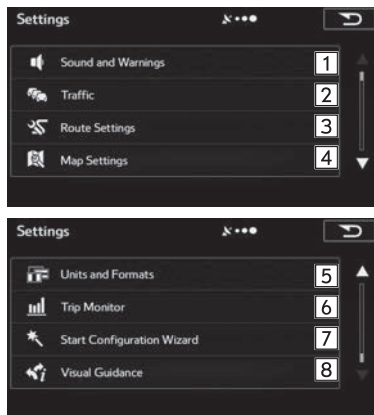 Settings
Sound and Warnings 1
Traffic 2
Route Settings 3
Map Settings 4
Settings
Units and Formats 5
Trip Monitor 6
Start Configuration Wizard 7
Visual Guidance 8